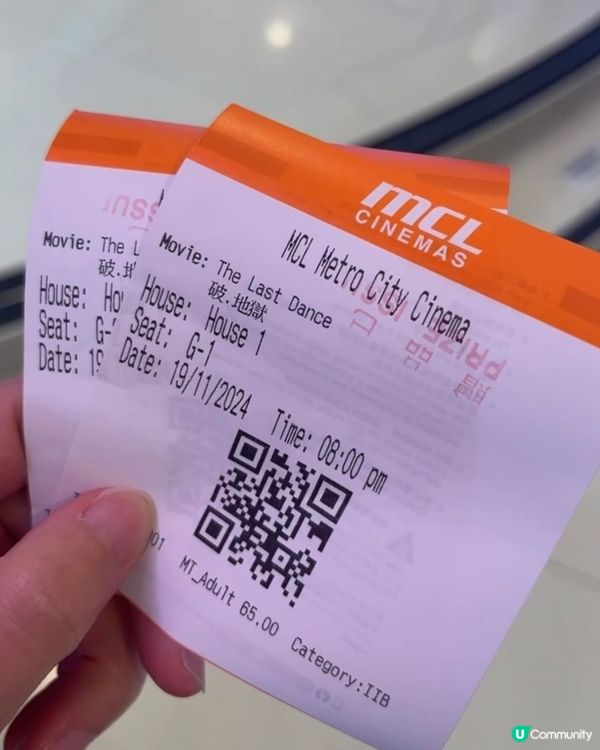 MCL
CINEMAS
MCL Metro City Cinema
Movie: The Last Dance
破.地獄
House: House 1
Seat: G-1
Date: 19/11/2024 Time: 08:00 pm
MT_Adult 65.00 Category:IIB
Movie: The L
破.
House:
Seat: G-
Date: 19
U Community